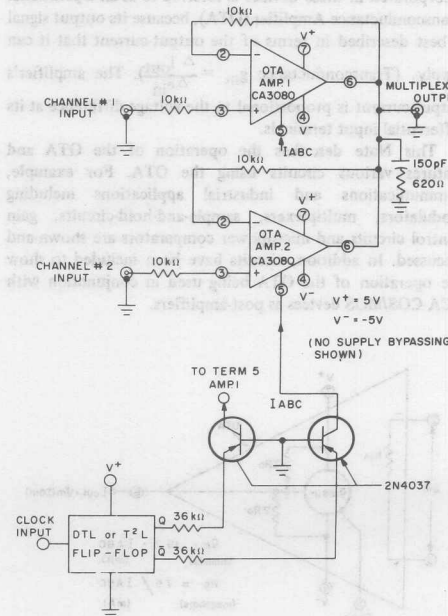 10kΩ
V+
②
⑦
OTA
AMP. 1
CA3080
⑥
MULTIPLEX
OUTPUT
CHANNEL #1
INPUT
10kΩ
③
④
⑤
IABC
10kΩ
150pF
620Ω
V+
②
⑦
OTA
AMP. 2
CA3080
⑥
CHANNEL #2
INPUT
10kΩ
③
④
⑤
V-
V+ = 5V
V- = -5V
(NO SUPPLY BYPASSING
SHOWN)
TO TERM 5
AMP1
IABC
2N4037
V+
CLOCK
INPUT
DTL or T²L
FLIP-FLOP
Q
36kΩ
Q̄
36kΩ